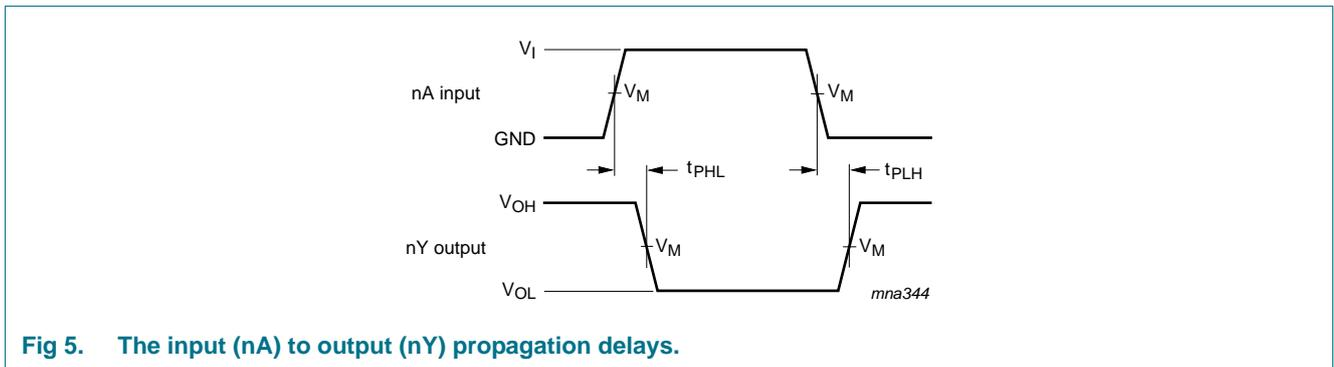 VI
nA input
VM
VM
GND
tPHL
tPLH
VOH
nY output
VM
VM
VOL
mna344
Fig 5. The input (nA) to output (nY) propagation delays.